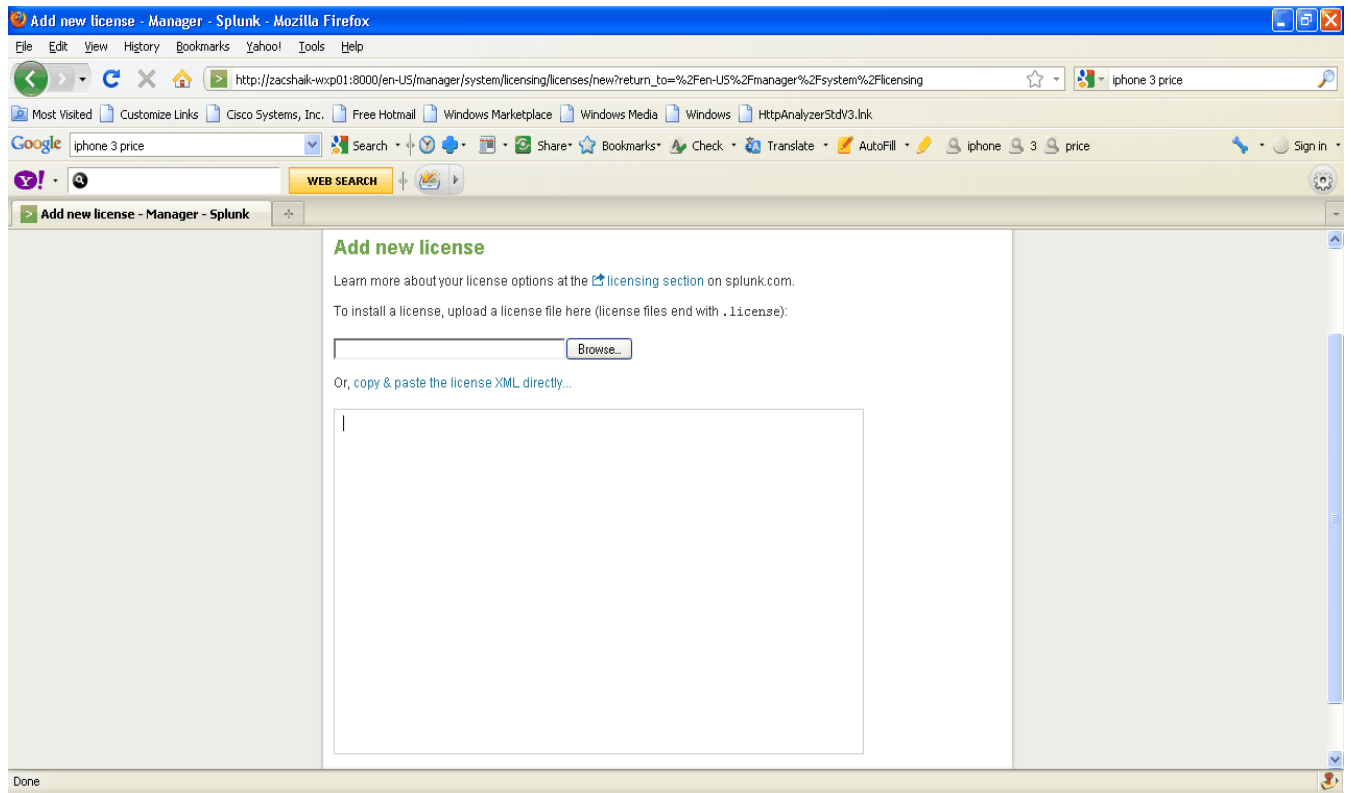 Add new license - Manager - Splunk - Mozilla Firefox
File Edit View History Bookmarks Yahoo! Tools Help
http://zacshaik-wxp01:8000/en-US/manager/system/licensing/licenses/new?return_to=%2Fen-US%2Fmanager%2Fsystem%2Flicensing iphone 3 price
Most Visited Customize Links Cisco Systems, Inc. Free Hotmail Windows Marketplace Windows Media Windows HttpAnalyzerStdV3.lnk
Google iphone 3 price Search Share Bookmarks Check Translate AutoFill iphone 3 price Sign in
Y! WEB SEARCH
Add new license - Manager - Splunk
Add new license
Learn more about your license options at the licensing section on splunk.com.
To install a license, upload a license file here (license files end with .license):
Browse...
Or, copy & paste the license XML directly...
Done